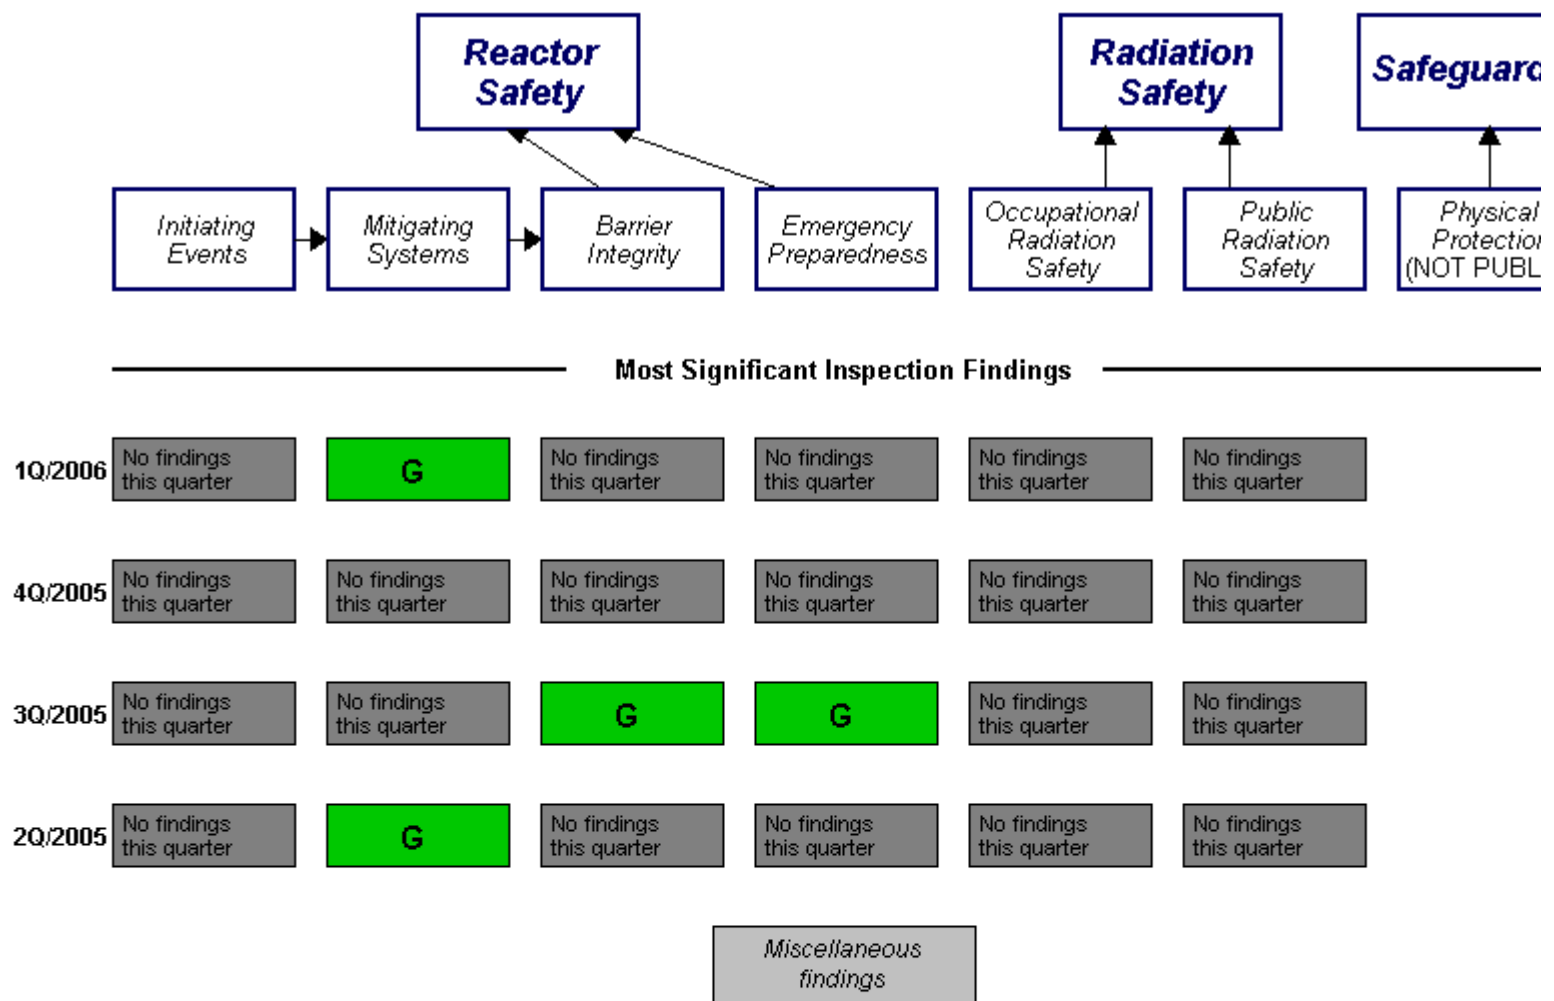 Reactor
Safety
Radiation
Safety
Safeguard
Initiating
Events
Mitigating
Systems
Barrier
Integrity
Emergency
Preparedness
Occupational
Radiation
Safety
Public
Radiation
Safety
Physical
Protection
(NOT PUBL
Most Significant Inspection Findings
1Q/2006
No findings
this quarter
G
No findings
this quarter
No findings
this quarter
No findings
this quarter
No findings
this quarter
4Q/2005
No findings
this quarter
No findings
this quarter
No findings
this quarter
No findings
this quarter
No findings
this quarter
No findings
this quarter
3Q/2005
No findings
this quarter
No findings
this quarter
G
G
No findings
this quarter
No findings
this quarter
2Q/2005
No findings
this quarter
G
No findings
this quarter
No findings
this quarter
No findings
this quarter
No findings
this quarter
Miscellaneous
findings